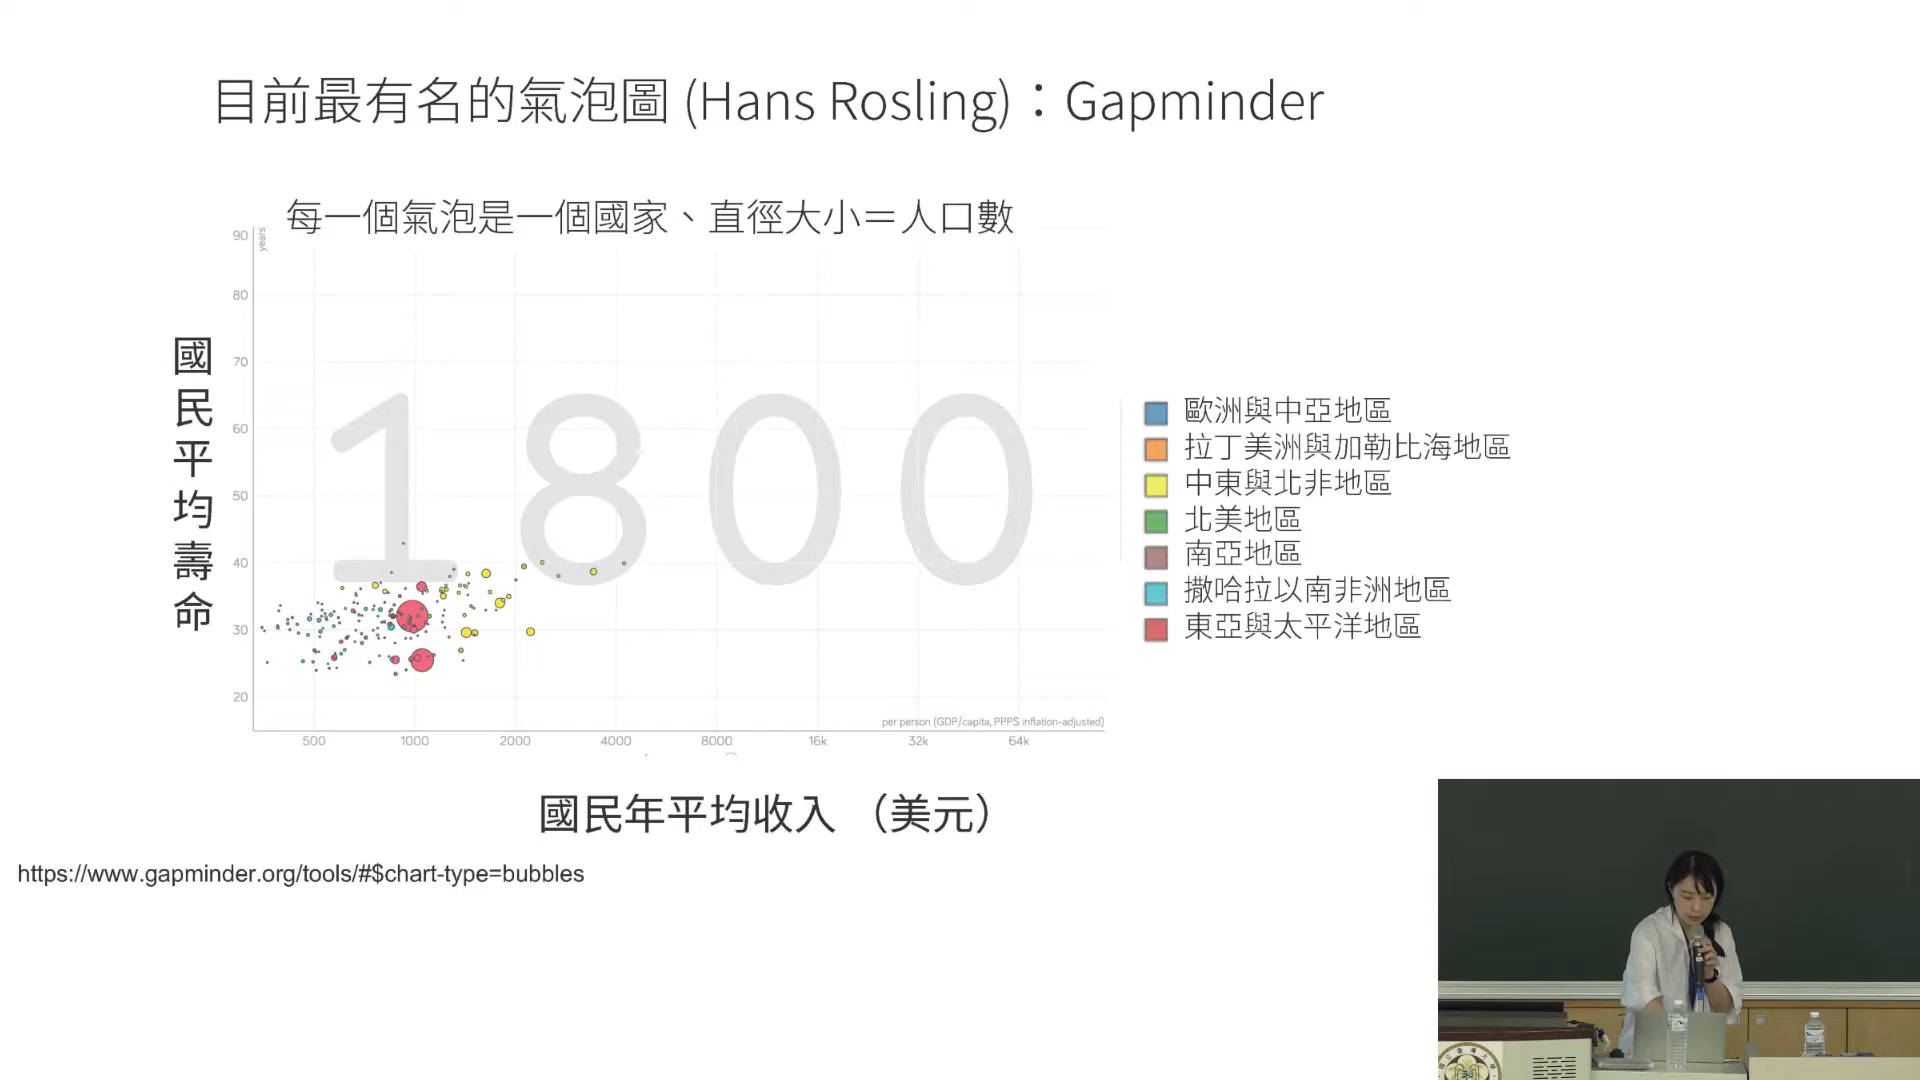 目前最有名的氣泡圖 (Hans Rosling)：Gapminder
每一個氣泡是一個國家、直徑大小＝人口數
國民平均壽命
years
90
80
70
60
50
40
30
20
1800
per person (GDP/capita, PPP$ inflation-adjusted)
500 1000 2000 4000 8000 16k 32k 64k
國民年平均收入 （美元）
歐洲與中亞地區
拉丁美洲與加勒比海地區
中東與北非地區
北美地區
南亞地區
撒哈拉以南非洲地區
東亞與太平洋地區
https://www.gapminder.org/tools/#$chart-type=bubbles